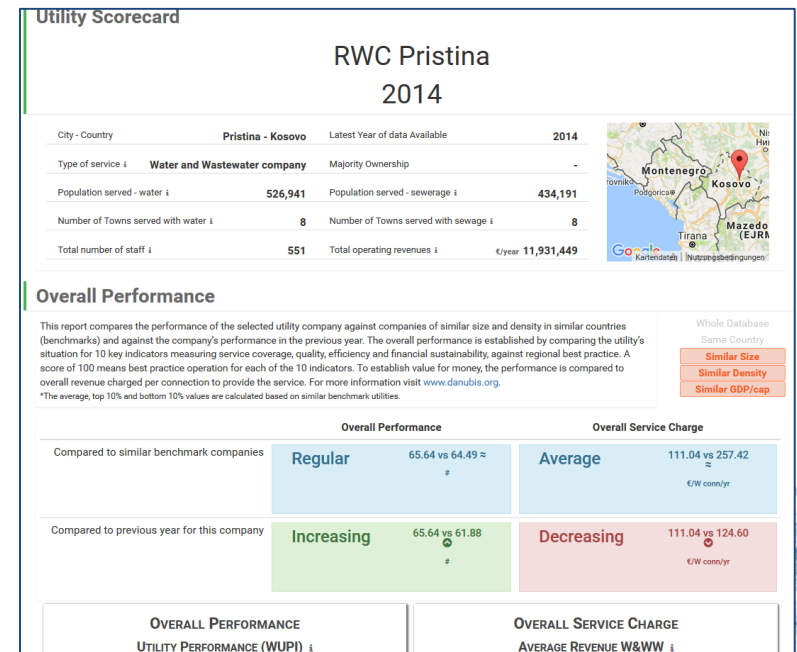 Utility Scorecard
RWC Pristina
2014
City - Country Pristina - Kosovo Latest Year of data Available 2014
Type of service i Water and Wastewater company Majority Ownership -
Population served - water i 526,941 Population served - sewerage i 434,191
Number of Towns served with water i 8 Number of Towns served with sewage i 8
Total number of staff i 551 Total operating revenues i €/year 11,931,449
Montenegro
Podgorica
Kosovo
Tirana
Kartendaten Nutzungsbedingungen
Overall Performance
This report compares the performance of the selected utility company against companies of similar size and density in similar countries
(benchmarks) and against the company's performance in the previous year. The overall performance is established by comparing the utility's
situation for 10 key indicators measuring service coverage, quality, efficiency and financial sustainability, against regional best practice. A
score of 100 means best practice operation for each of the 10 indicators. To establish value for money, the performance is compared to
overall revenue charged per connection to provide the service. For more information visit www.danubis.org.
*The average, top 10% and bottom 10% values are calculated based on similar benchmark utilities.
Whole Database
Same Country
Similar Size
Similar Density
Similar GDP/cap
Overall Performance Overall Service Charge
Compared to similar benchmark companies Regular 65.64 vs 64.49 ≈ Average 111.04 vs 257.42
≈
# €/W conn/yr
Compared to previous year for this company Increasing 65.64 vs 61.88 Decreasing 111.04 vs 124.60
# €/W conn/yr
OVERALL PERFORMANCE OVERALL SERVICE CHARGE
UTILITY PERFORMANCE (WUPI) i AVERAGE REVENUE W&WW i